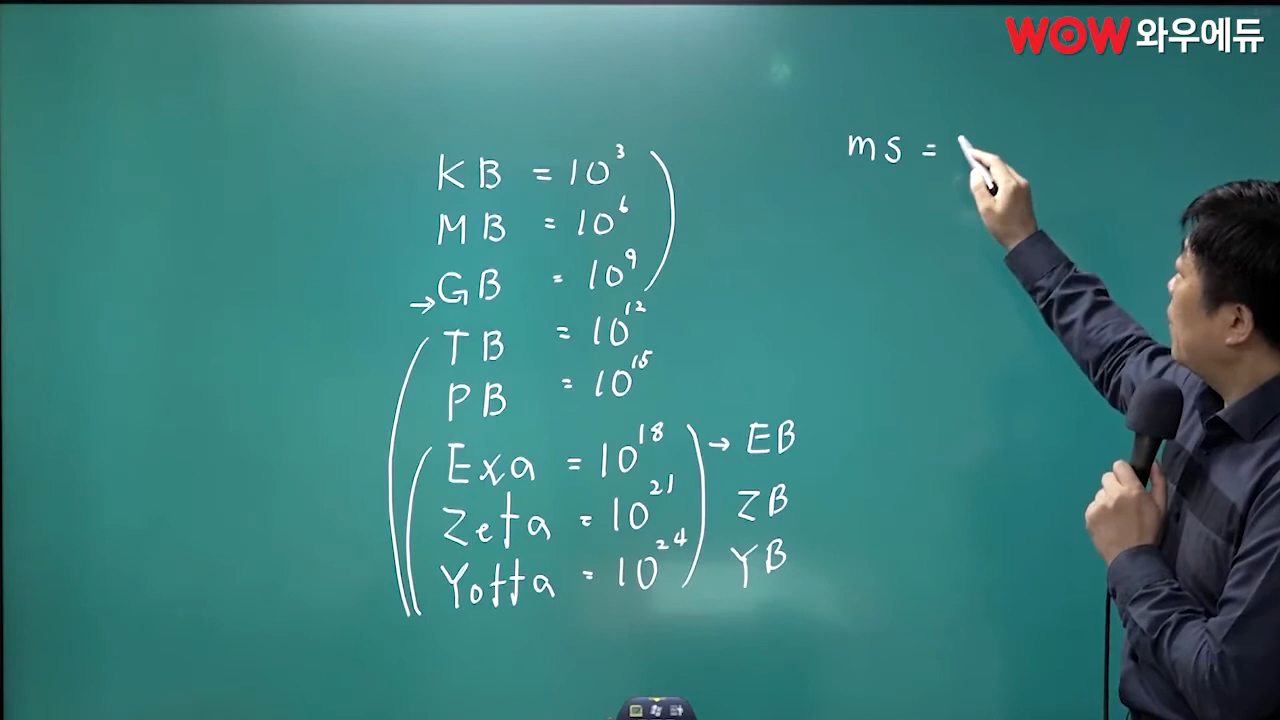 WOW 와우에듀
KB = 10³
MB = 10⁶
→ GB = 10⁹
TB = 10¹²
PB = 10¹⁵
Exa = 10¹⁸ → EB
Zeta = 10²¹ ZB
Yotta = 10²⁴ YB
ms =